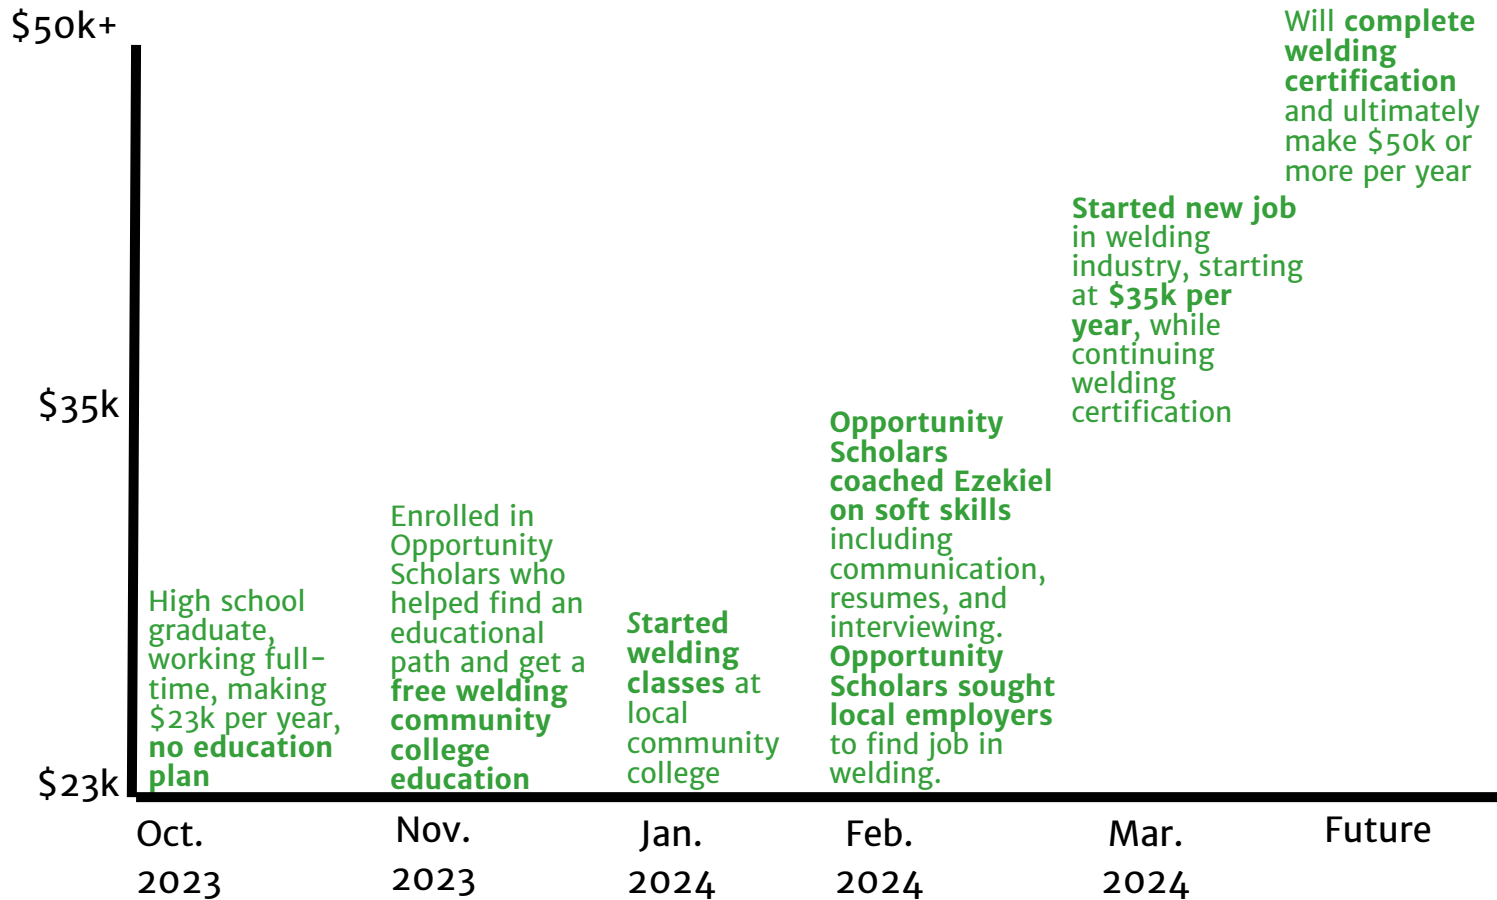 $50k+
$35k
$23k
High school
graduate,
working full-
time, making
$23k per year,
no education
plan
Enrolled in
Opportunity
Scholars who
helped find an
educational
path and get a
free welding
community
college
education
Started
welding
classes at
local
community
college
Opportunity
Scholars
coached Ezekiel
on soft skills
including
communication,
resumes, and
interviewing.
Opportunity
Scholars sought
local employers
to find job in
welding.
Started new job
in welding
industry, starting
at $35k per
year, while
continuing
welding
certification
Will complete
welding
certification
and ultimately
make $50k or
more per year
Oct.
2023
Nov.
2023
Jan.
2024
Feb.
2024
Mar.
2024
Future